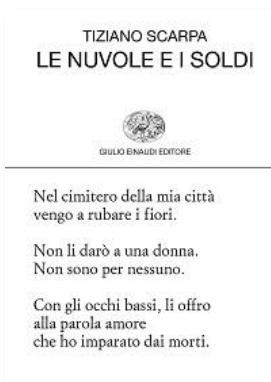 TIZIANO SCARPA
LE NUVOLE E I SOLDI
GIULIO EINAUDI EDITORE
Nel cimitero della mia città
vengo a rubare i fiori.
Non li darò a una donna.
Non sono per nessuno.
Con gli occhi bassi, li offro
alla parola amore
che ho imparato dai morti.